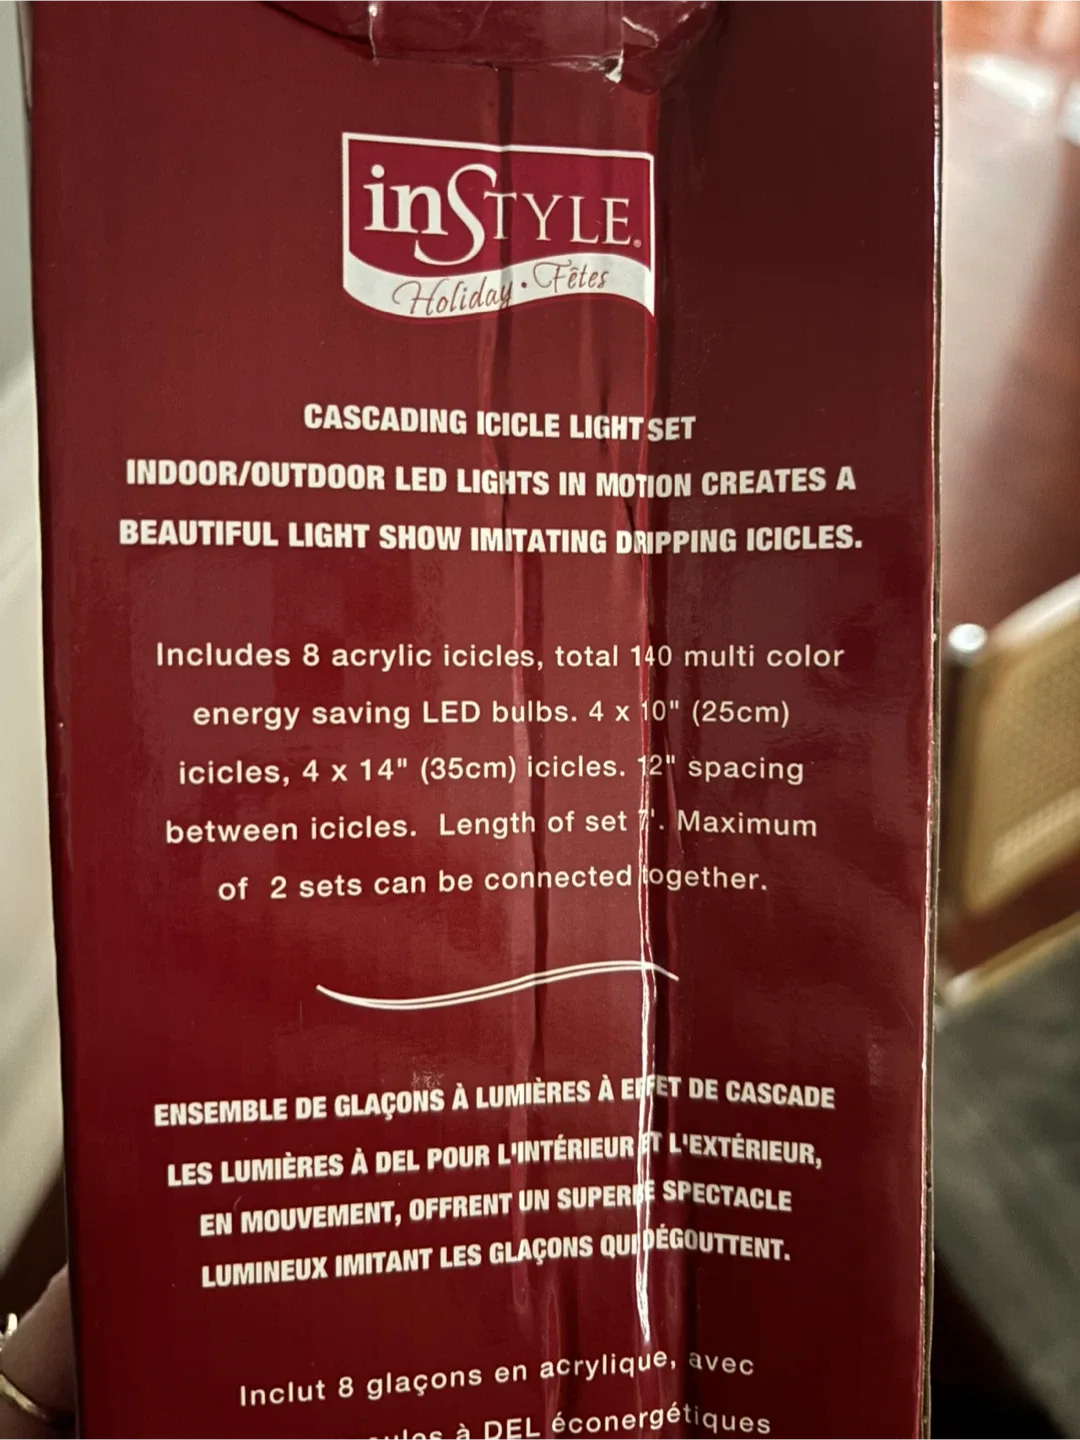 inSTYLE®
Holiday · Fêtes
CASCADING ICICLE LIGHT SET
INDOOR/OUTDOOR LED LIGHTS IN MOTION CREATES A
BEAUTIFUL LIGHT SHOW IMITATING DRIPPING ICICLES.
Includes 8 acrylic icicles, total 140 multi color
energy saving LED bulbs. 4 x 10" (25cm)
icicles, 4 x 14" (35cm) icicles. 12" spacing
between icicles. Length of set 7'. Maximum
of 2 sets can be connected together.
ENSEMBLE DE GLAÇONS À LUMIÈRES À EFFET DE CASCADE
LES LUMIÈRES À DEL POUR L'INTÉRIEUR ET L'EXTÉRIEUR,
EN MOUVEMENT, OFFRENT UN SUPERBE SPECTACLE
LUMINEUX IMITANT LES GLAÇONS QUI DÉGOUTTENT.
Inclut 8 glaçons en acrylique, avec
à DEL éconergétiques